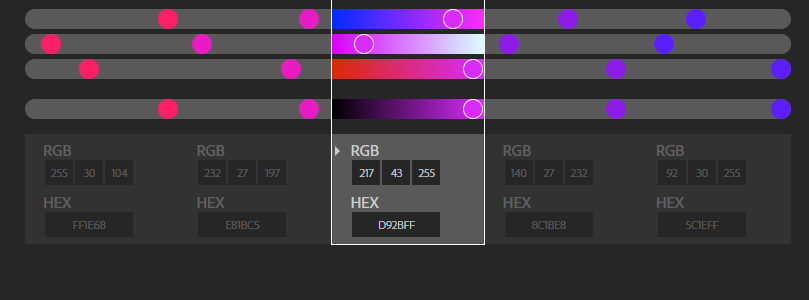 RGB RGB RGB RGB RGB
255 30 104 232 27 197 217 43 255 140 27 232 92 30 255
HEX HEX HEX HEX HEX
FF1E68 E81BC5 D92BFF 8C1BE8 5C1EFF